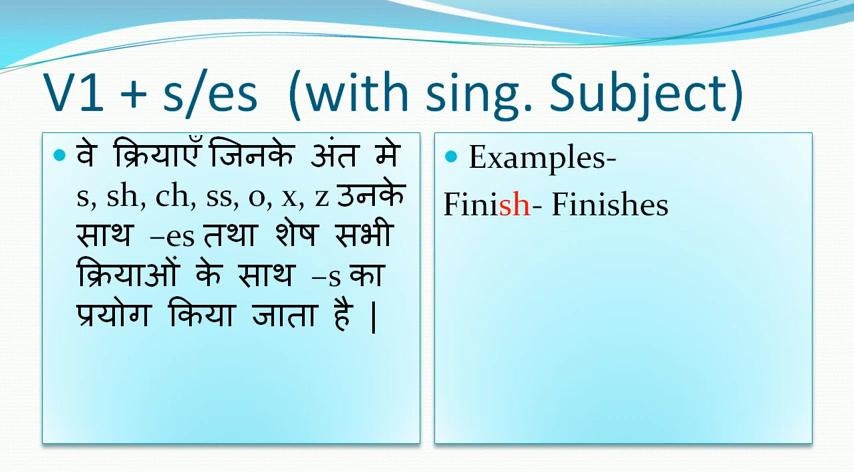 V1 + s/es (with sing. Subject)
वे क्रियाएँ जिनके अंत मे
s, sh, ch, ss, o, x, z उनके
साथ –es तथा शेष सभी
क्रियाओं के साथ –s का
प्रयोग किया जाता है |
Examples-
Finish- Finishes